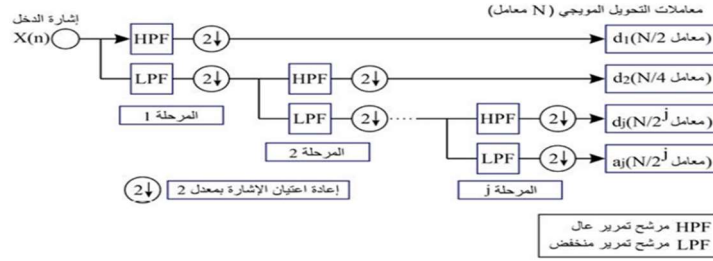 إشارة الدخل
معاملات التحويل المويجي (N معامل)
X(n)
HPF
2↓
d1(N/2 معامل)
LPF
2↓
HPF
2↓
d2(N/4 معامل)
المرحلة 1
LPF
2↓
....
HPF
2↓
dj(N/2^j معامل)
المرحلة 2
LPF
2↓
aj(N/2^j معامل)
2↓
إعادة اعتيان الإشارة بمعدل 2
المرحلة j
HPF مرشح تمرير عال
LPF مرشح تمرير منخفض